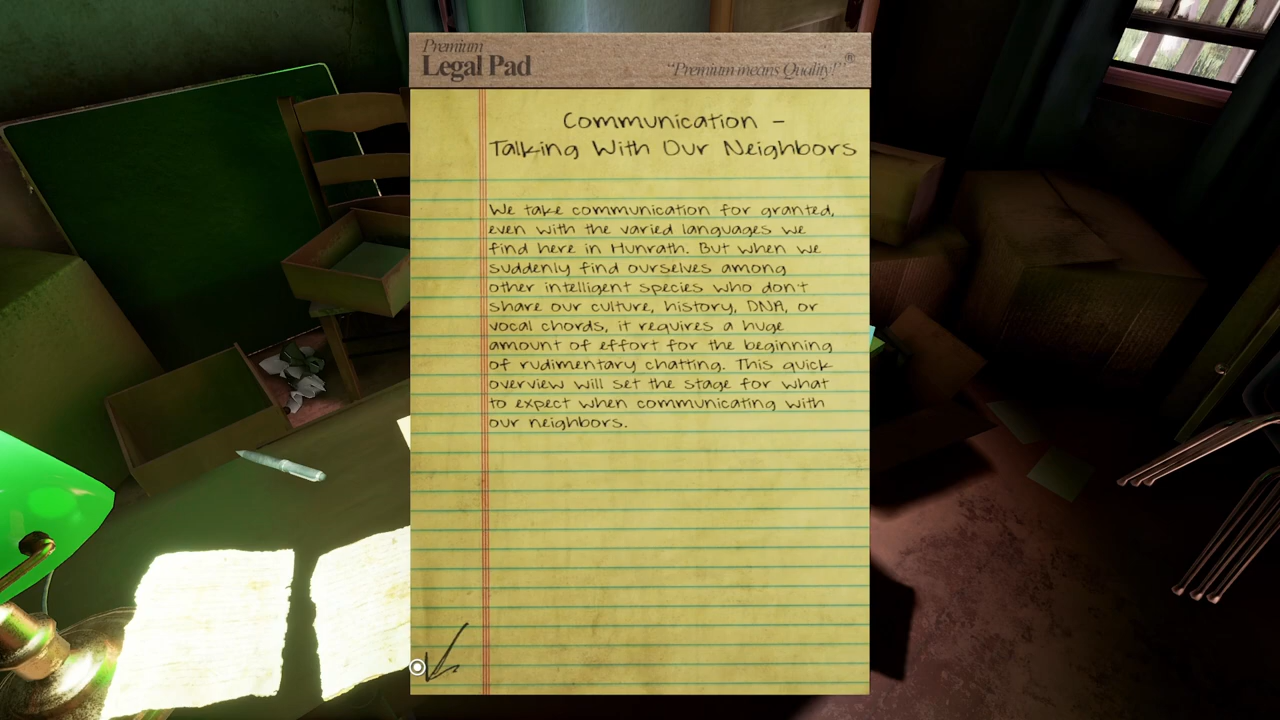 Premium
Legal Pad
"Premium means Quality!"®
Communication -
Talking With Our Neighbors
We take communication for granted,
even with the varied languages we
find here in Hunrath. But when we
suddenly find ourselves among
other intelligent species who don't
share our culture, history, DNA, or
vocal chords, it requires a huge
amount of effort for the beginning
of rudimentary chatting. This quick
overview will set the stage for what
to expect when communicating with
our neighbors.